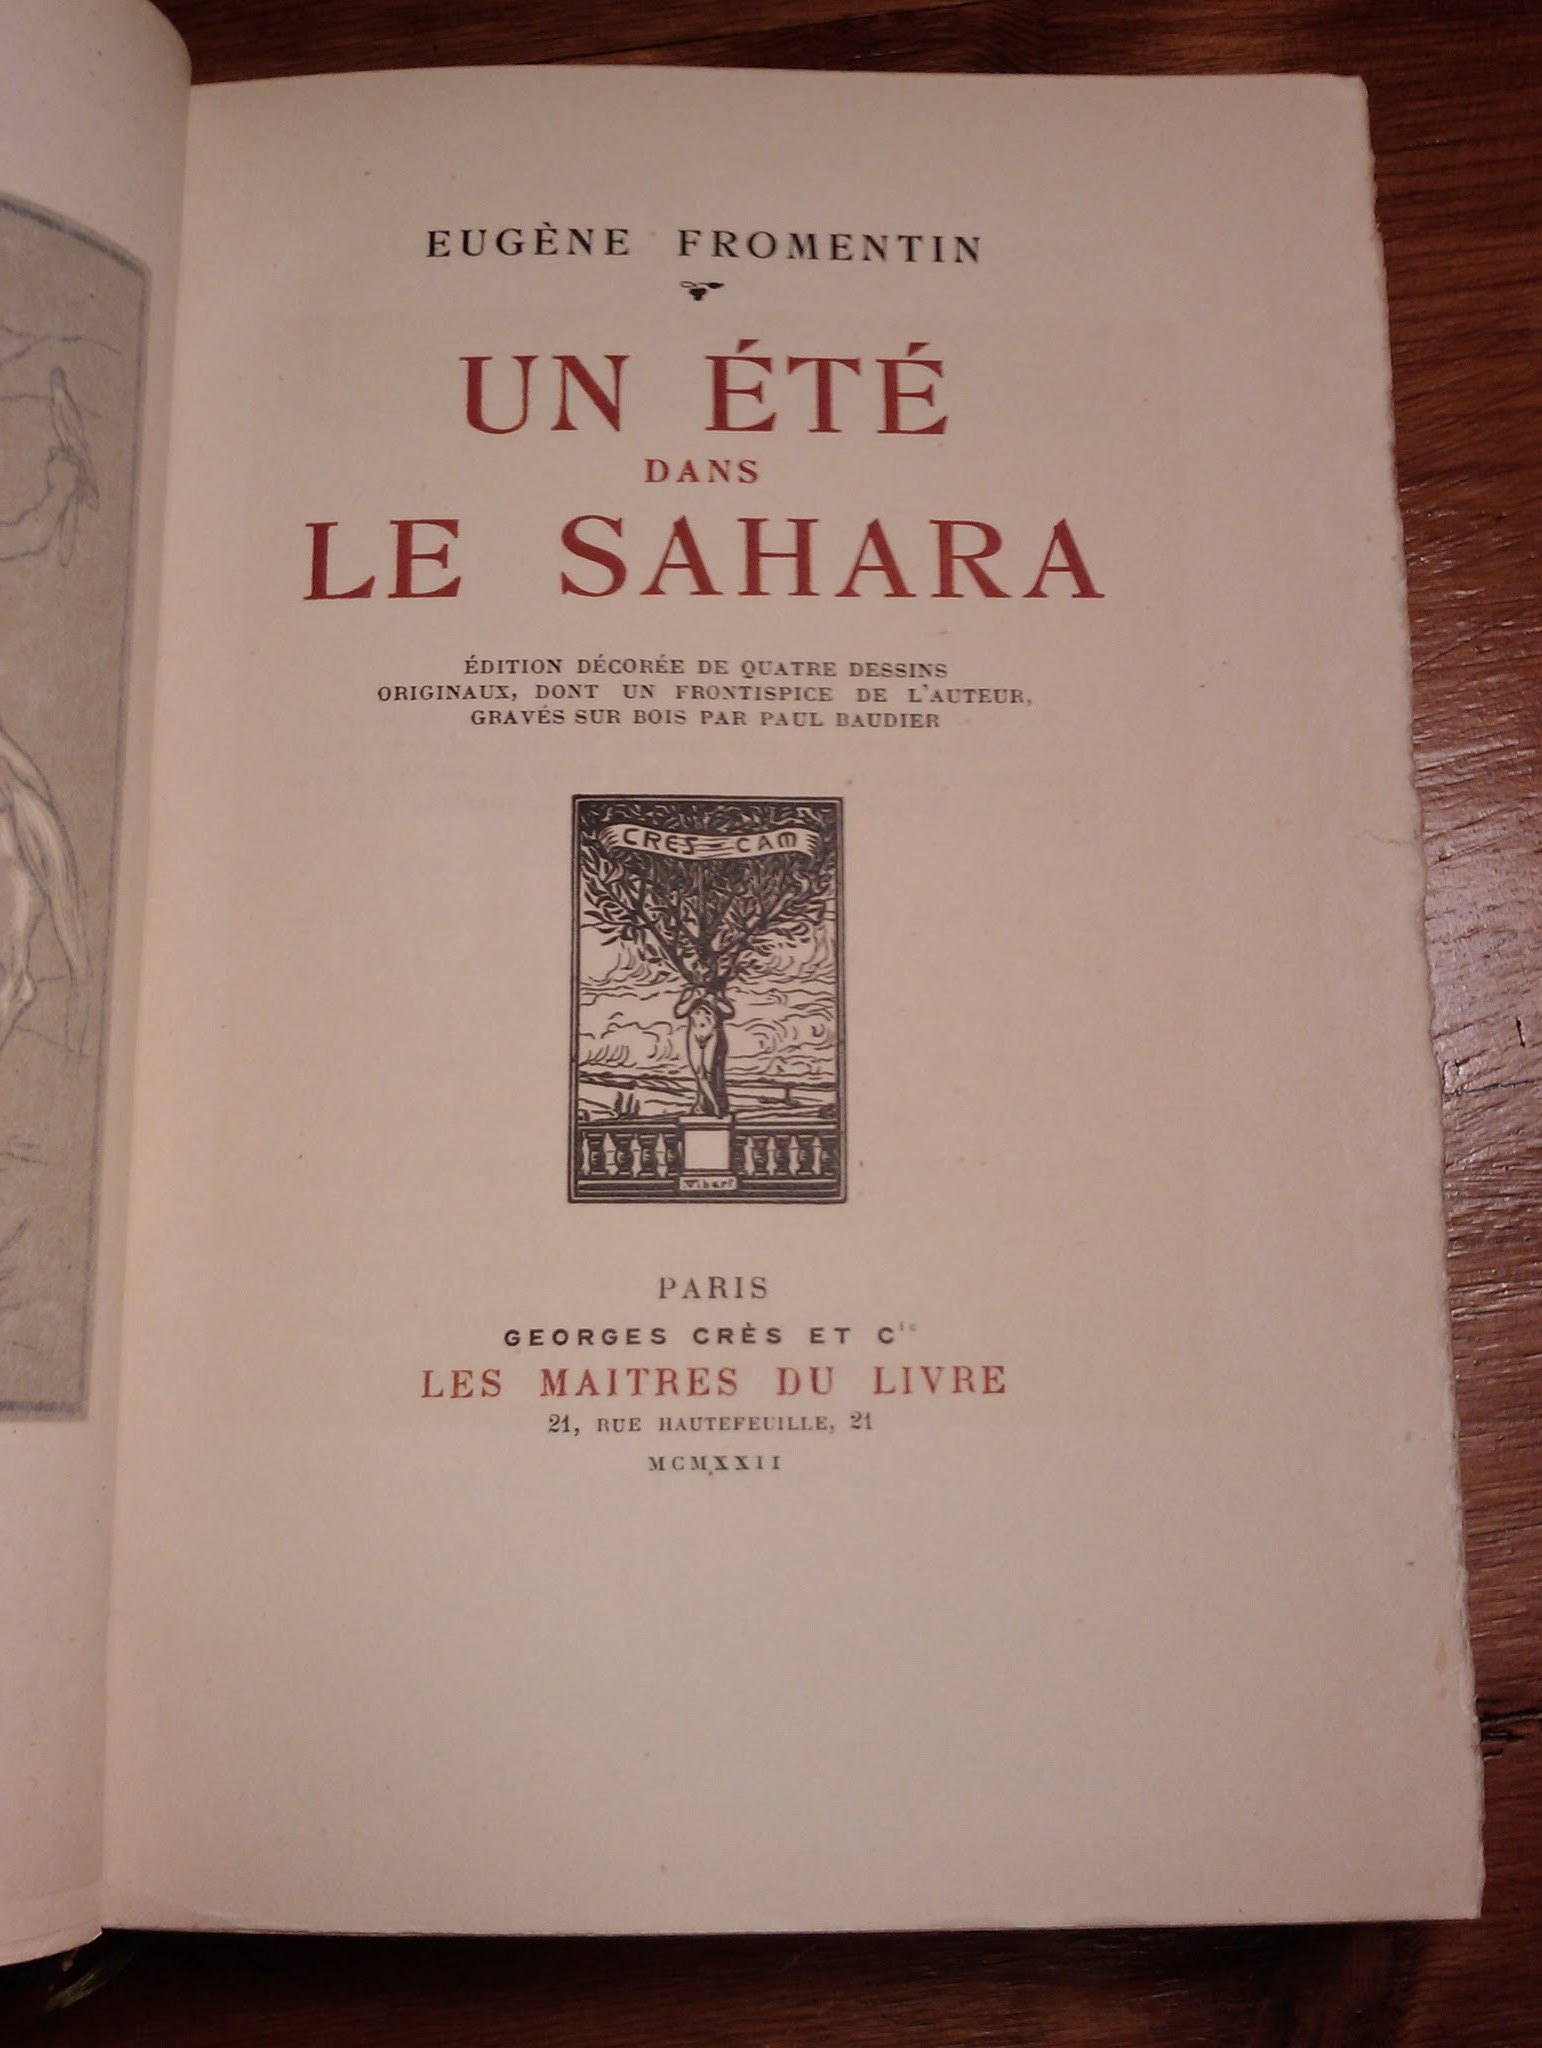 EUGÈNE FROMENTIN
UN ÉTÉ
DANS
LE SAHARA
ÉDITION DÉCORÉE DE QUATRE DESSINS
ORIGINAUX, DONT UN FRONTISPICE DE L'AUTEUR,
GRAVÉS SUR BOIS PAR PAUL BAUDIER
CRES-CAM
Vibert
PARIS
GEORGES CRÈS ET Cie
LES MAITRES DU LIVRE
21, RUE HAUTEFEUILLE, 21
MCMXXII